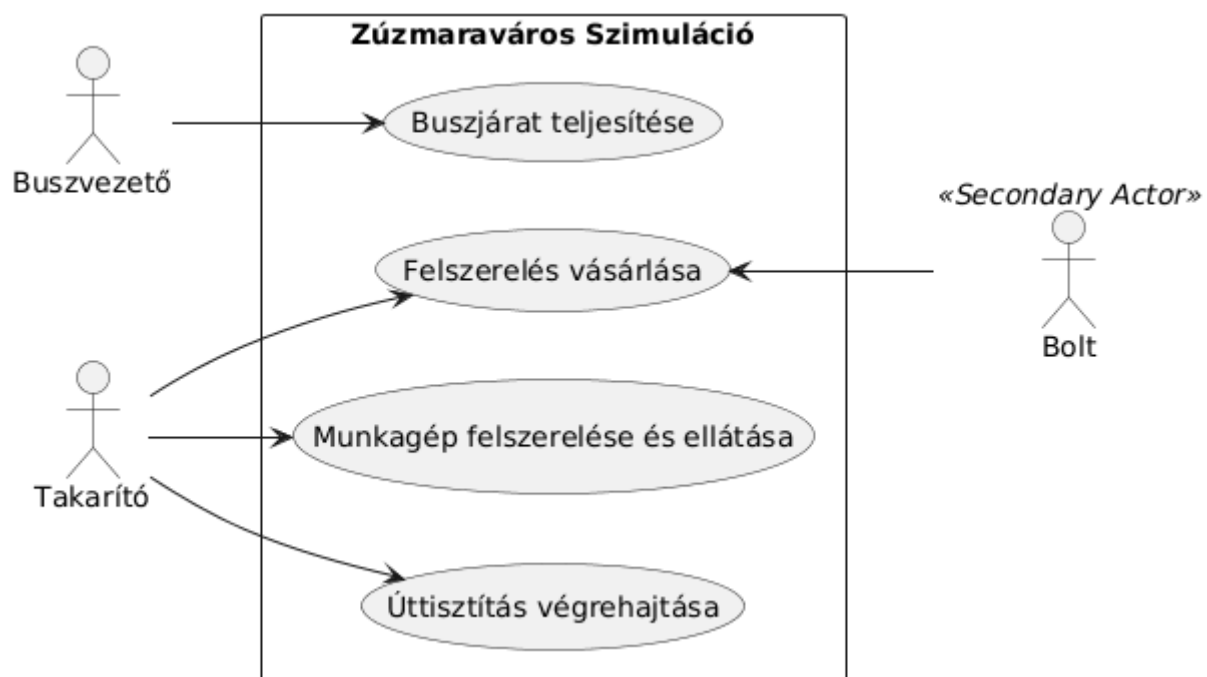 Zúzmaraváros Szimuláció
Buszjárat teljesítése
Buszvezető
«Secondary Actor»
Felszerelés vásárlása
Bolt
Munkagép felszerelése és ellátása
Takarító
Úttisztítás végrehajtása